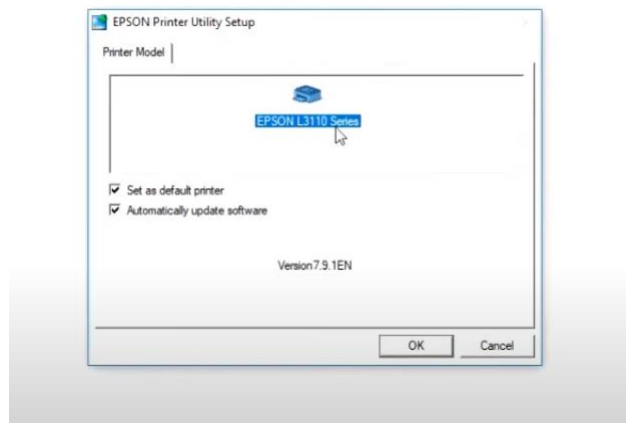 EPSON Printer Utility Setup
Printer Model
EPSON L3110 Series
Set as default printer
Automatically update software
Version7.9.1EN
OK
Cancel